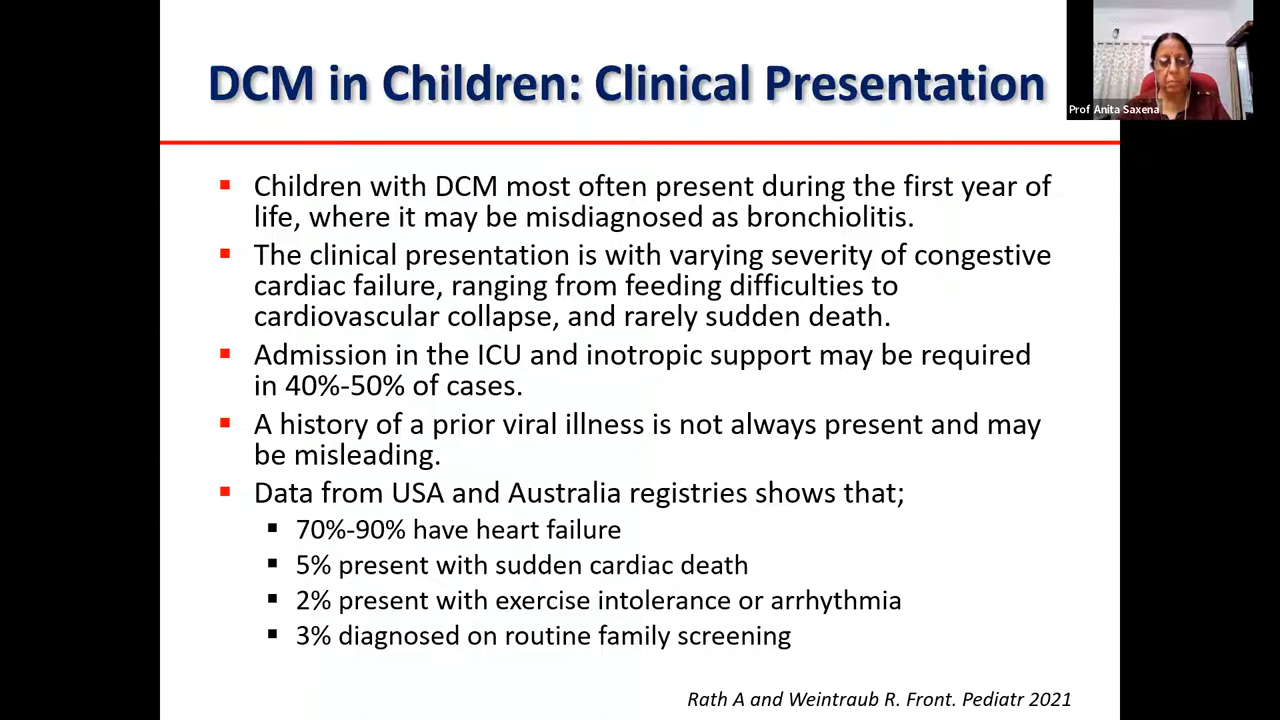 DCM in Children: Clinical Presentation
Prof Anita Saxena
Children with DCM most often present during the first year of
life, where it may be misdiagnosed as bronchiolitis.
The clinical presentation is with varying severity of congestive
cardiac failure, ranging from feeding difficulties to
cardiovascular collapse, and rarely sudden death.
Admission in the ICU and inotropic support may be required
in 40%-50% of cases.
A history of a prior viral illness is not always present and may
be misleading.
Data from USA and Australia registries shows that;
70%-90% have heart failure
5% present with sudden cardiac death
2% present with exercise intolerance or arrhythmia
3% diagnosed on routine family screening
Rath A and Weintraub R. Front. Pediatr 2021